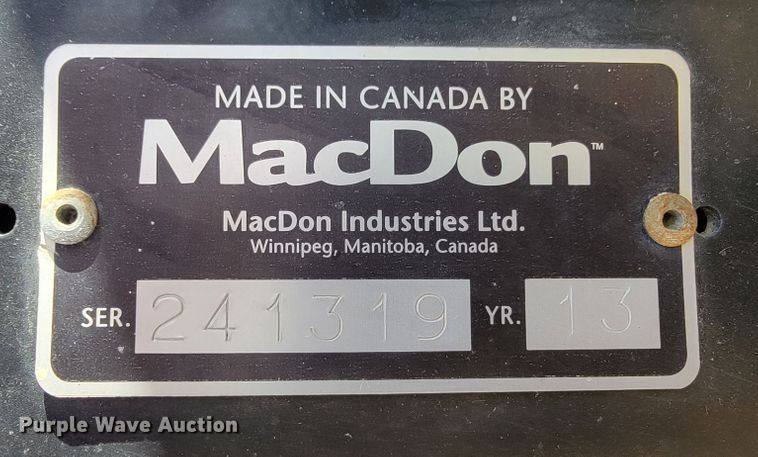 MADE IN CANADA BY
MacDon™
MacDon Industries Ltd.
Winnipeg, Manitoba, Canada
SER. 241319 YR. 13
Purple Wave Auction